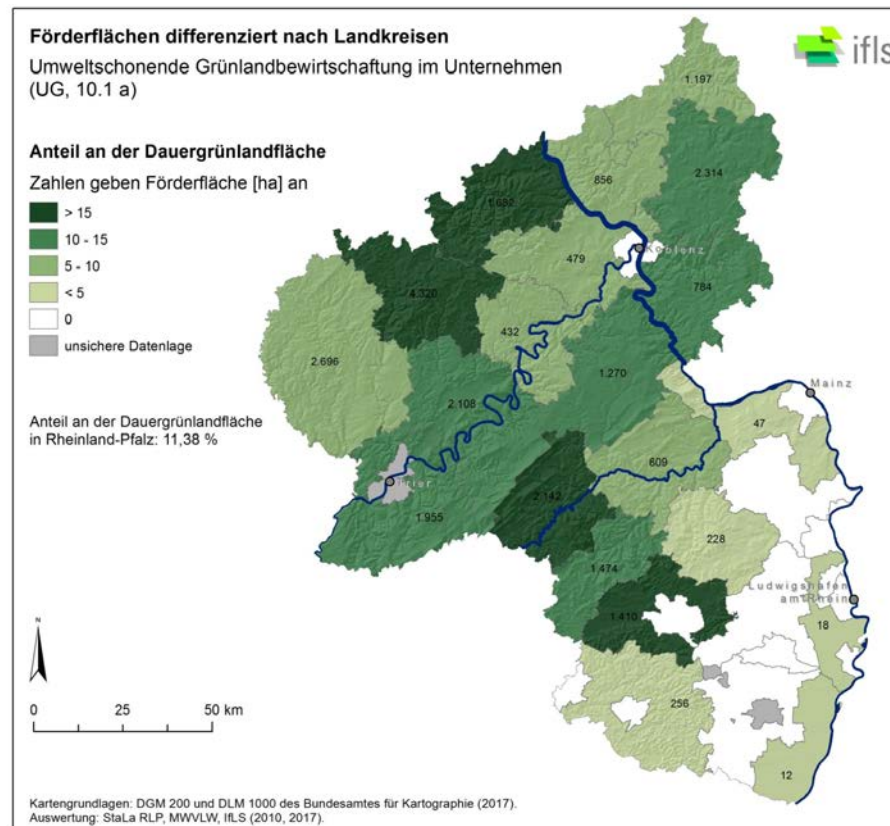 Förderflächen differenziert nach Landkreisen
Umweltschonende Grünlandbewirtschaftung im Unternehmen
(UG, 10.1 a)
ifls
Anteil an der Dauergrünlandfläche
Zahlen geben Förderfläche [ha] an
> 15
10 - 15
5 - 10
< 5
0
unsichere Datenlage
Anteil an der Dauergrünlandfläche
in Rheinland-Pfalz: 11,38 %
1.197
2.314
856
Koblenz
479
784
4.320
432
2.696
1.270
Mainz
2.108
47
609
Trier
2.142
1.955
228
1.474
Ludwigshafen
am Rhein
1.410
18
256
12
N
0 25 50 km
Kartengrundlagen: DGM 200 und DLM 1000 des Bundesamtes für Kartographie (2017).
Auswertung: StaLa RLP, MWVLW, IfLS (2010, 2017).